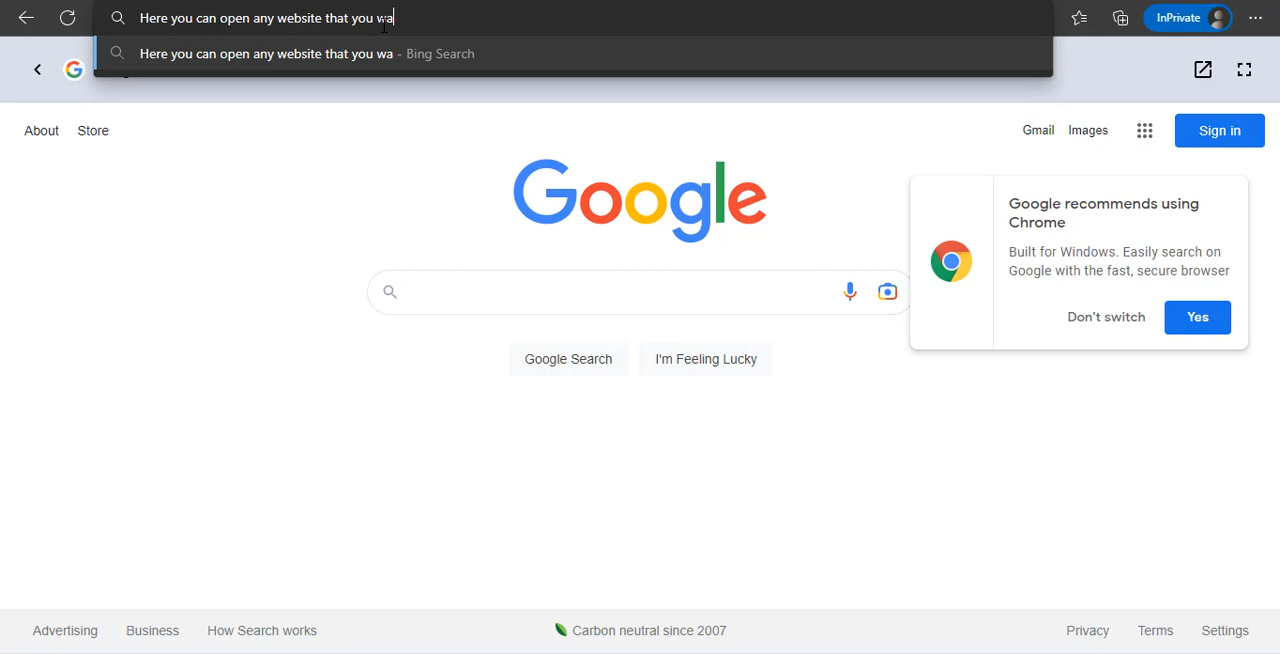 Here you can open any website that you wa
InPrivate
Here you can open any website that you wa - Bing Search
About
Store
Gmail
Images
Sign in
Google
Google recommends using
Chrome
Built for Windows. Easily search on
Google with the fast, secure browser
Don't switch
Yes
Google Search
I'm Feeling Lucky
Advertising
Business
How Search works
Carbon neutral since 2007
Privacy
Terms
Settings